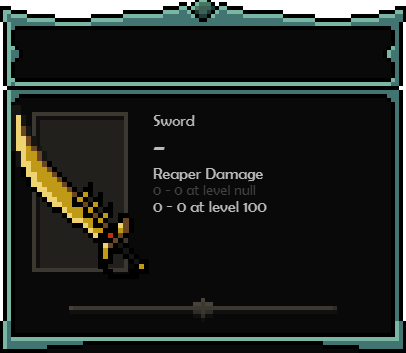 Sword
–
Reaper Damage
0 - 0 at level null
0 - 0 at level 100